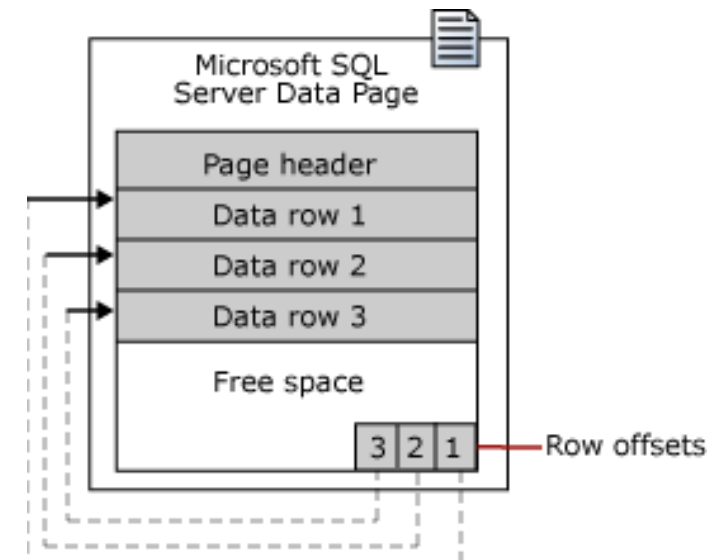 Microsoft SQL
Server Data Page
Page header
Data row 1
Data row 2
Data row 3
Free space
3 2 1
Row offsets